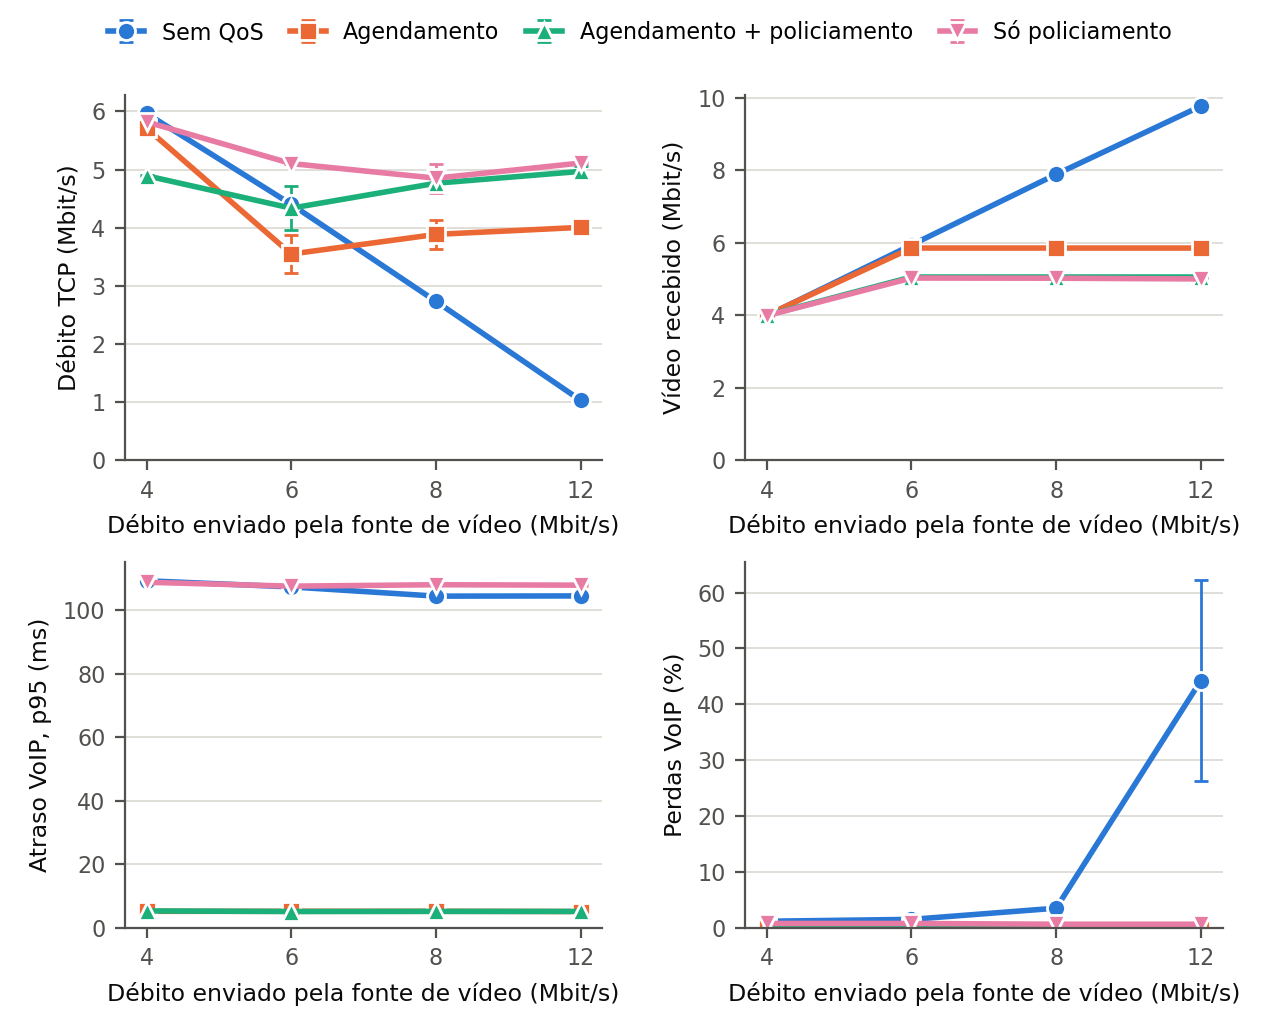 Sem QoS Agendamento Agendamento + policiamento Só policiamento
Débito TCP (Mbit/s)
6
5
4
3
2
1
0
4 6 8 12
Débito enviado pela fonte de vídeo (Mbit/s)
Vídeo recebido (Mbit/s)
10
8
6
4
2
0
4 6 8 12
Débito enviado pela fonte de vídeo (Mbit/s)
Atraso VoIP, p95 (ms)
100
80
60
40
20
0
4 6 8 12
Débito enviado pela fonte de vídeo (Mbit/s)
Perdas VoIP (%)
60
50
40
30
20
10
0
4 6 8 12
Débito enviado pela fonte de vídeo (Mbit/s)